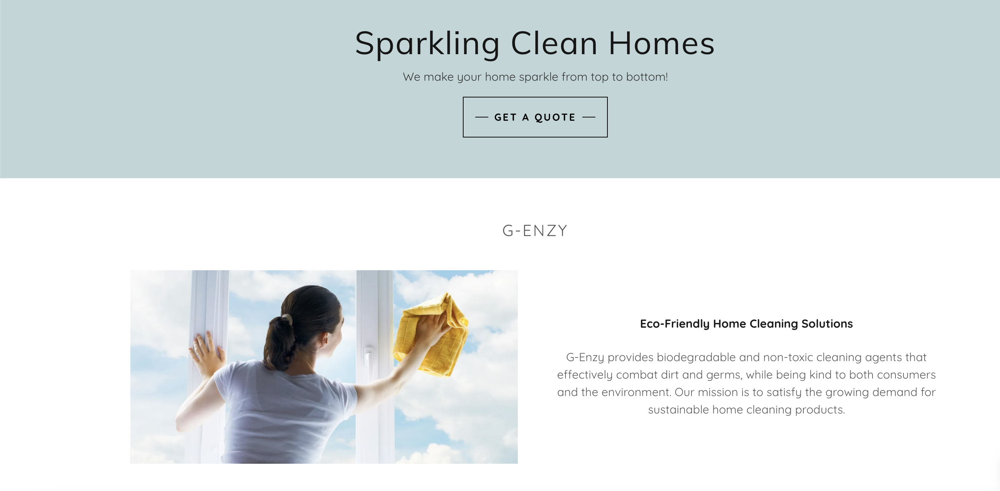 Sparkling Clean Homes
We make your home sparkle from top to bottom!
GET A QUOTE
G-ENZY
Eco-Friendly Home Cleaning Solutions
G-Enzy provides biodegradable and non-toxic cleaning agents that
effectively combat dirt and germs, while being kind to both consumers
and the environment. Our mission is to satisfy the growing demand for
sustainable home cleaning products.